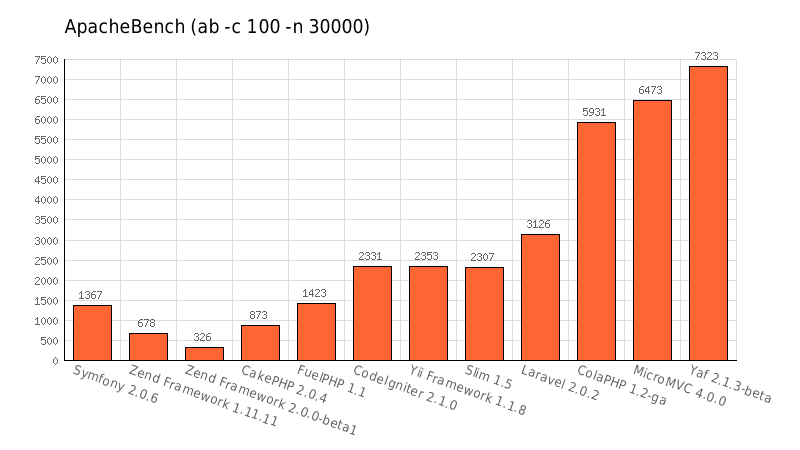 ApacheBench (ab -c 100 -n 30000)
7500
7000
6500
6000
5500
5000
4500
4000
3500
3000
2500
2000
1500
1000
500
0
1367
678
326
873
1423
2331
2353
2307
3126
5931
6473
7323
Symfony 2.0.6
Zend Framework 1.11.11
Zend Framework 2.0.0-beta1
CakePHP 2.0.4
FuelPHP 1.1
CodeIgniter 2.1.0
Yii Framework 1.1.8
Slim 1.5
Laravel 2.0.2
ColaPHP 1.2-ga
MicroMVC 4.0.0
Yaf 2.1.3-beta